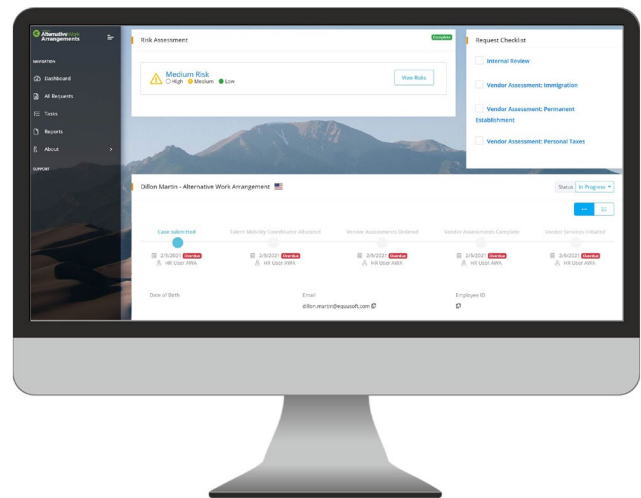 AlternativeWork
Arrangements
NAVIGATION
Dashboard
All Requests
Tasks
Reports
About
SUPPORT
Risk Assessment
Complete
Medium Risk
High Medium Low
View Risks
Request Checklist
Internal Review
Vendor Assessment: Immigration
Vendor Assessment: Permanent
Establishment
Vendor Assessment: Personal Taxes
Dillon Martin - Alternative Work Arrangement
Status In Progress
Case submitted
Talent Mobility Coordinator Allocated
Vendor Assessments Ordered
Vendor Assessments Complete
Vendor Services Initiated
2/5/2021 Overdue
HR User AWA
2/8/2021 Overdue
HR User AWA
2/9/2021 Overdue
HR User AWA
2/9/2021 Overdue
HR User AWA
2/9/2021 Overdue
HR User AWA
Date of Birth
Email
dillon.martin@equusoft.com
Employee ID